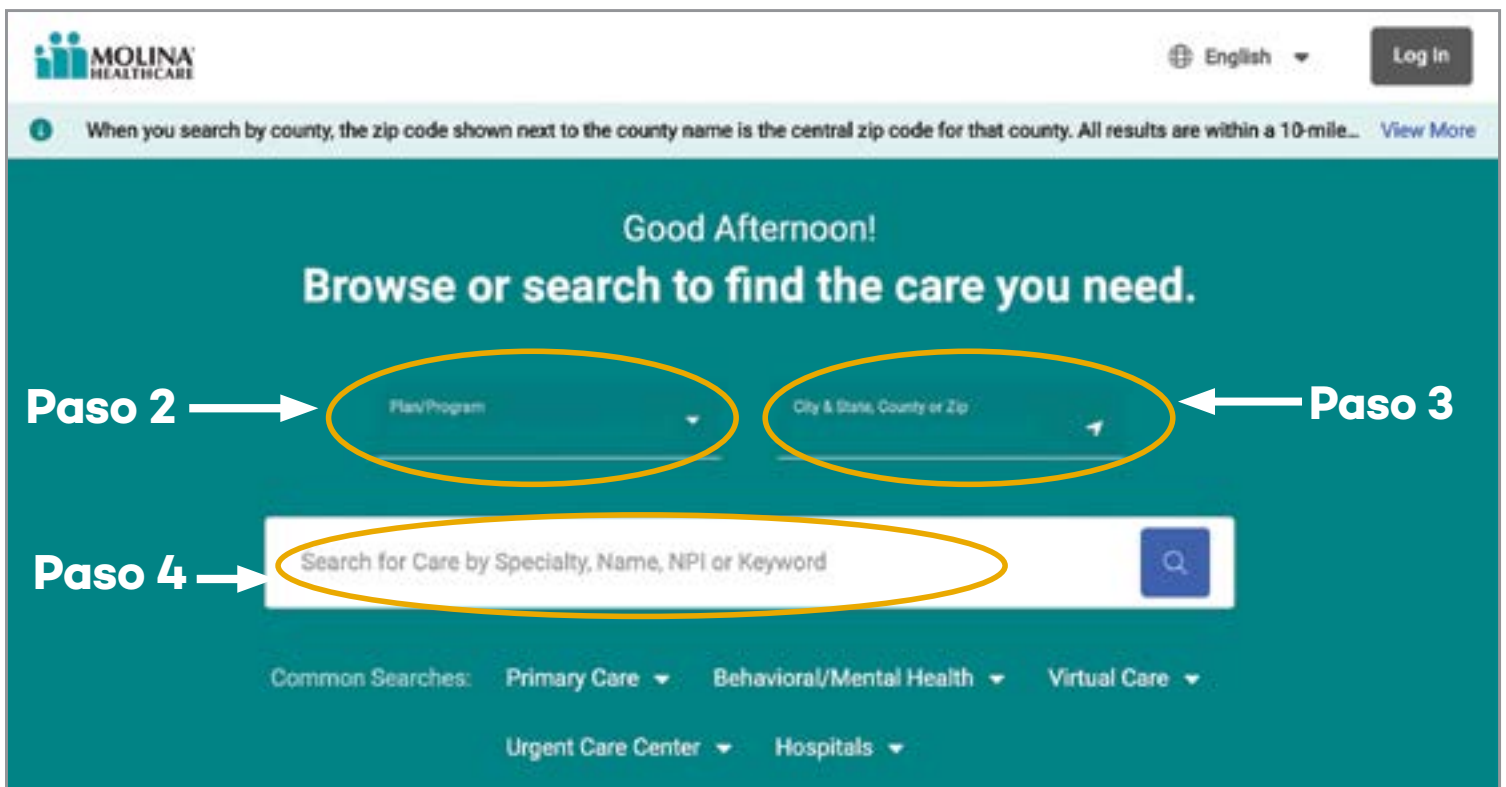 MOLINA
HEALTHCARE
English
Log In
When you search by county, the zip code shown next to the county name is the central zip code for that county. All results are within a 10-mile... View More
Good Afternoon!
Browse or search to find the care you need.
Paso 2
Plan/Program
City & State, County or Zip
Paso 3
Paso 4
Search for Care by Specialty, Name, NPI or Keyword
Common Searches: Primary Care Behavioral/Mental Health Virtual Care
Urgent Care Center Hospitals